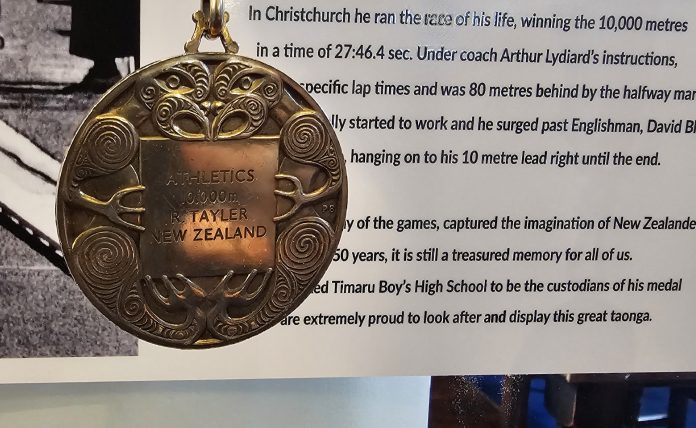 In Christchurch he ran the race of his life, winning the 10,000 metres
in a time of 27:46.4 sec. Under coach Arthur Lydiard's instructions,
specific lap times and was 80 metres behind by the halfway
started to work and he surged past Englishman, David
, hanging on to his 10 metre lead right until the end.
of the games, captured the imagination of New
50 years, it is still a treasured memory for all of us.
Timaru Boy's High School to be the custodians of his medal
are extremely proud to look after and display this great taonga.
ATHLETICS
10,000m
R. TAYLER
NEW ZEALAND